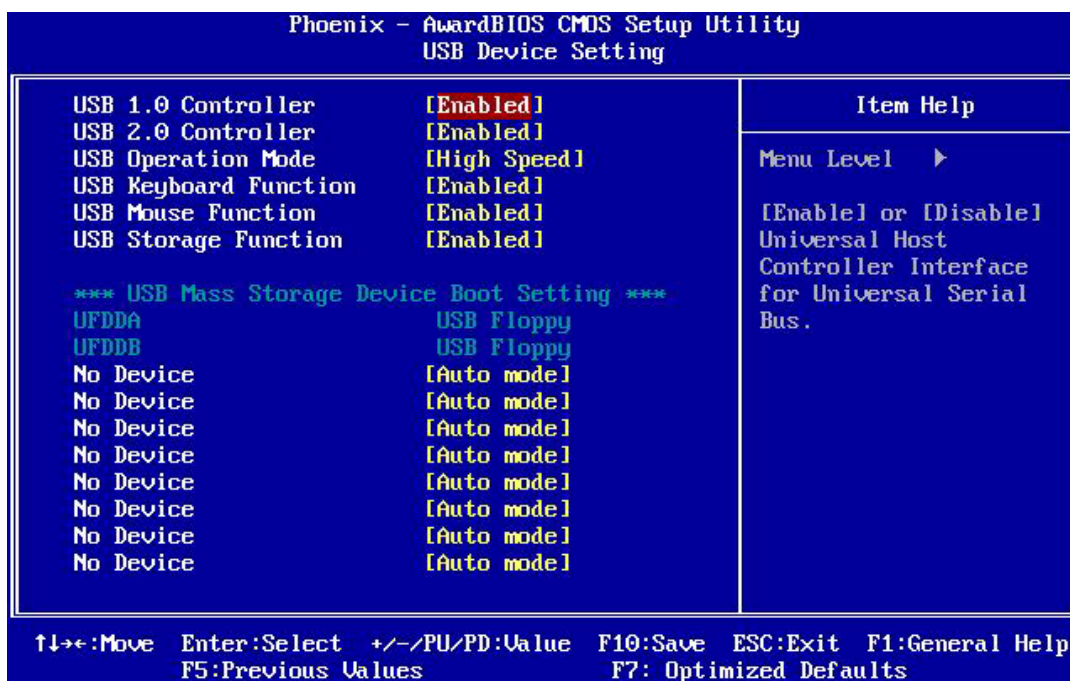 Phoenix - AwardBIOS CMOS Setup Utility
USB Device Setting
USB 1.0 Controller [Enabled]
USB 2.0 Controller [Enabled]
USB Operation Mode [High Speed]
USB Keyboard Function [Enabled]
USB Mouse Function [Enabled]
USB Storage Function [Enabled]
*** USB Mass Storage Device Boot Setting ***
UFDDA USB Floppy
UFDDB USB Floppy
No Device [Auto mode]
No Device [Auto mode]
No Device [Auto mode]
No Device [Auto mode]
No Device [Auto mode]
No Device [Auto mode]
No Device [Auto mode]
No Device [Auto mode]
Item Help
Menu Level ▶
[Enable] or [Disable]
Universal Host
Controller Interface
for Universal Serial
Bus.
↑↓→←:Move Enter:Select +/-/PU/PD:Value F10:Save ESC:Exit F1:General Help
F5:Previous Values F7: Optimized Defaults